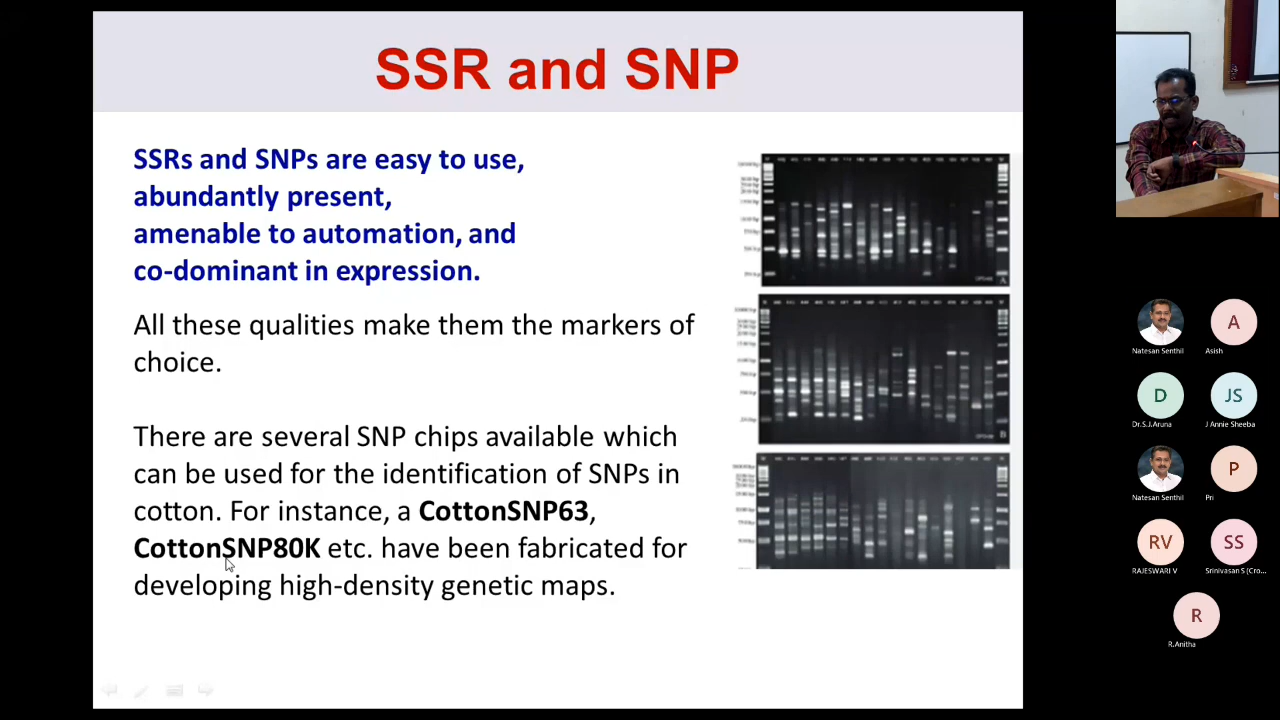 SSR and SNP
SSRs and SNPs are easy to use,
abundantly present,
amenable to automation, and
co-dominant in expression.
All these qualities make them the markers of
choice.
There are several SNP chips available which
can be used for the identification of SNPs in
cotton. For instance, a CottonSNP63,
CottonSNP80K etc. have been fabricated for
developing high-density genetic maps.
A
B
Natesan Senthil
A
Asish
D
Dr.S.J.Aruna
JS
J Annie Sheeba
Natesan Senthil
P
Pri
RV
RAJESWARI V
SS
Srinivasan S (Cro...
R
R.Anitha